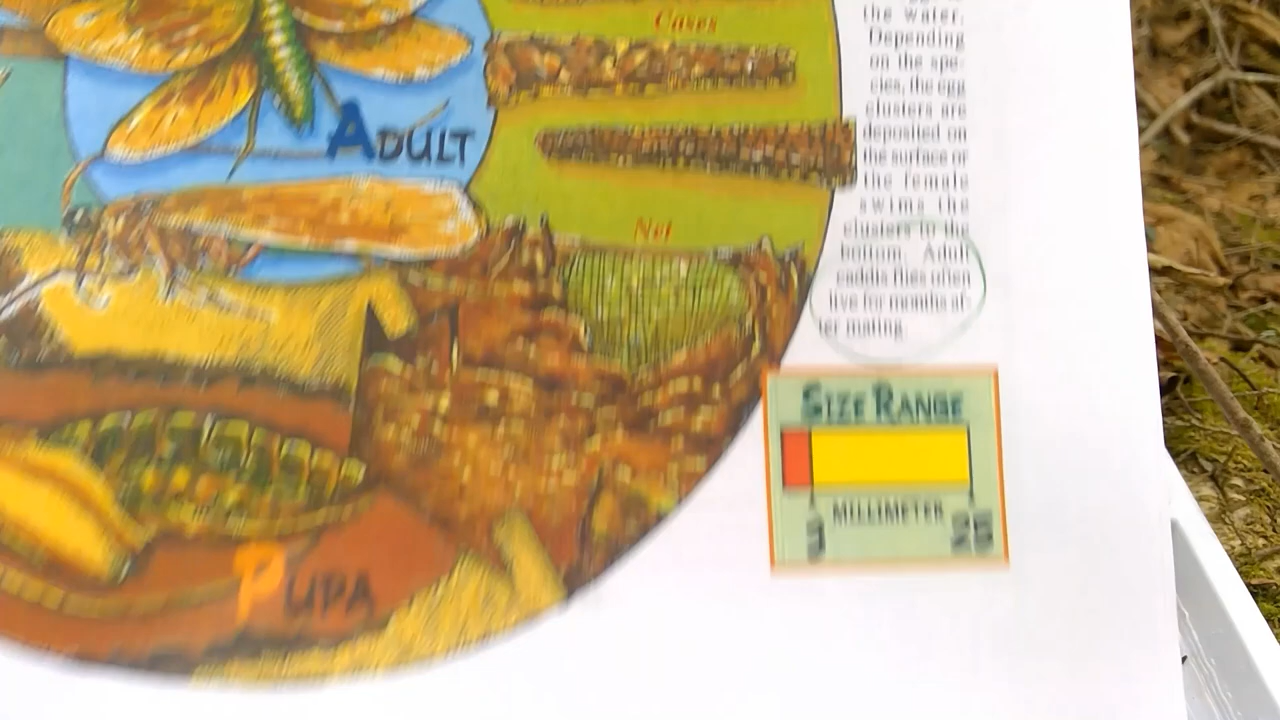 Cases
ADULT
Net
PUPA
the water.
Depending
on the spe-
cies, the egg
clusters are
deposited on
the surface or
the female
swims the
clusters to the
bottom. Adult
caddis flies often
live for months af-
ter mating.
SIZE RANGE
MILLIMETER
3 25